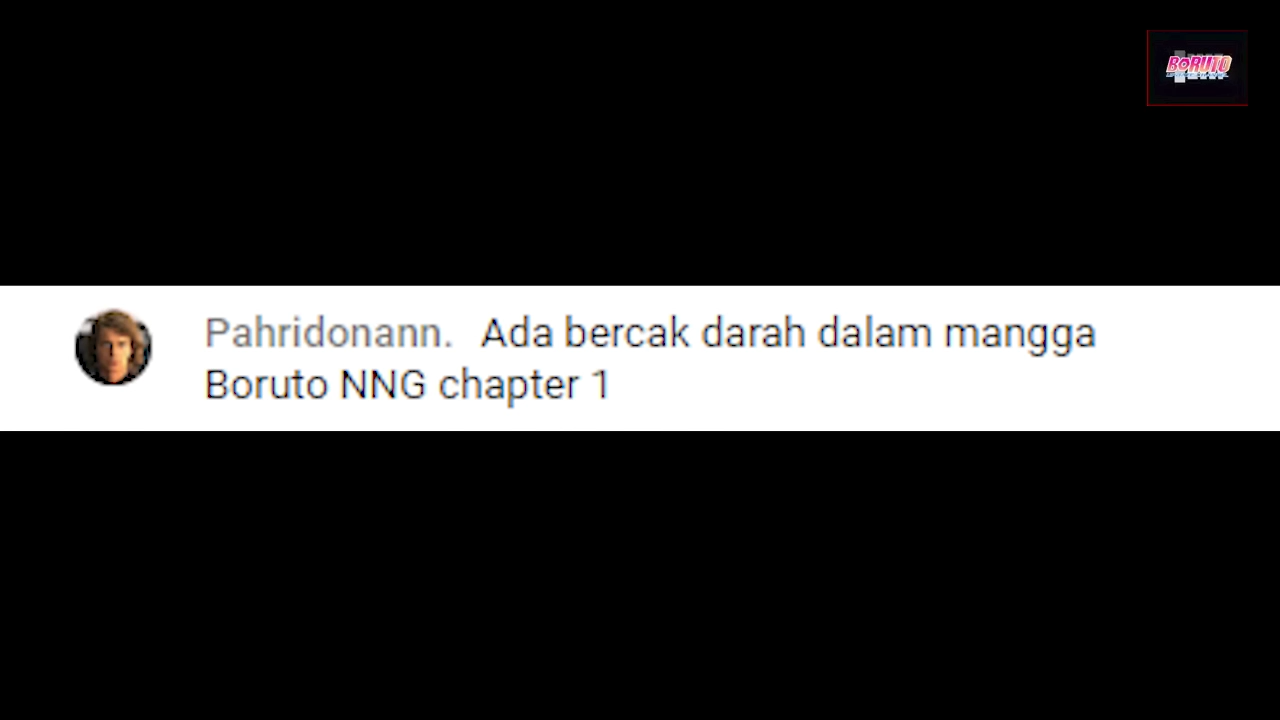 BORUTO
Pahridonann. Ada bercak darah dalam mangga
Boruto NNG chapter 1